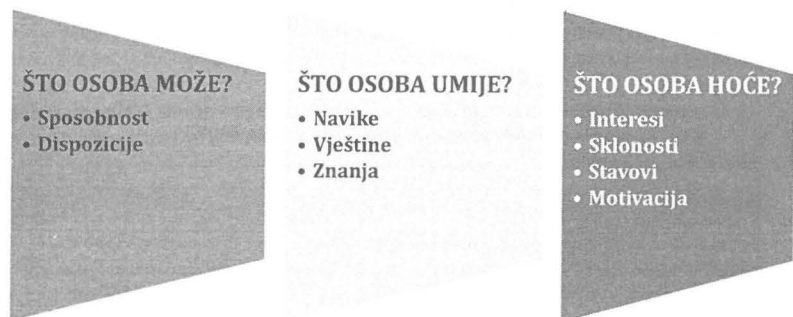 ŠTO OSOBA MOŽE?
• Sposobnost
• Dispozicije
ŠTO OSOBA UMIJE?
• Navike
• Vještine
• Znanja
ŠTO OSOBA HOĆE?
• Interesi
• Sklonosti
• Stavovi
• Motivacija